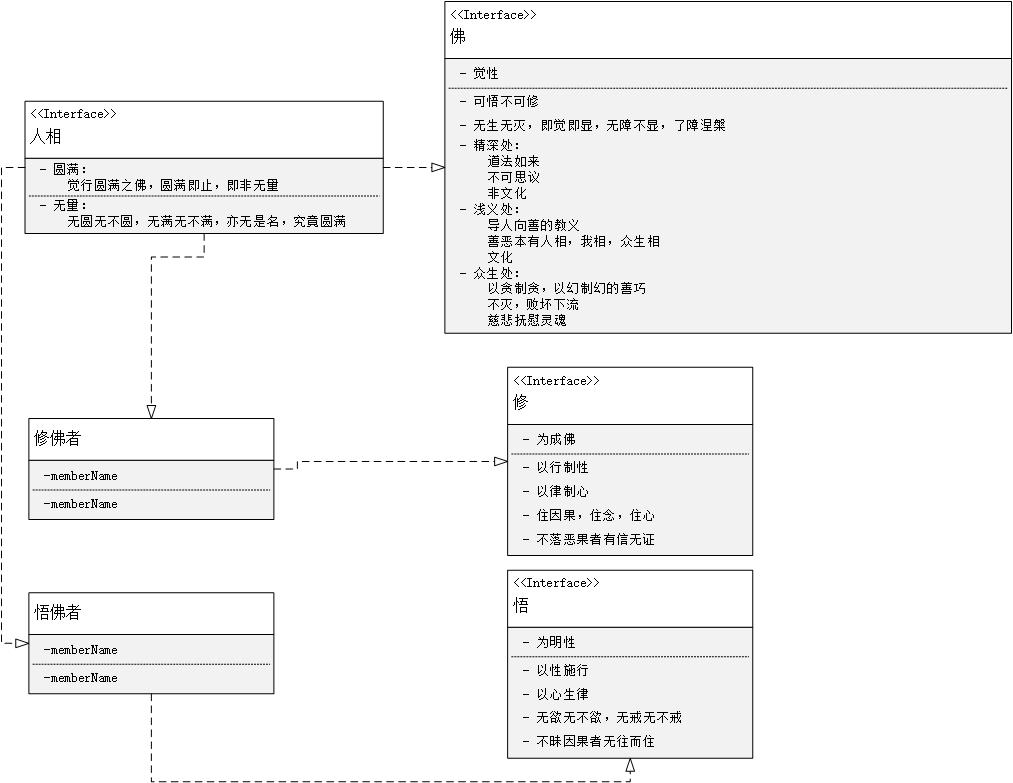 <<Interface>>
佛
- 觉性
- 可悟不可修
- 无生无灭，即觉即显，无障不显，了障涅槃
- 精深处：
道法如来
不可思议
非文化
- 浅义处：
导人向善的教义
善恶本有人相，我相，众生相
文化
- 众生处：
以贪制贪，以幻制幻的善巧
不灭，败坏下流
慈悲抚慰灵魂
<<Interface>>
人相
- 圆满：
觉行圆满之佛，圆满即止，即非无量
- 无量：
无圆无不圆，无满无不满，亦无是名，究竟圆满
修佛者
-memberName
-memberName
<<Interface>>
修
- 为成佛
- 以行制性
- 以律制心
- 住因果，住念，住心
- 不落恶果者有信无证
悟佛者
-memberName
-memberName
<<Interface>>
悟
- 为明性
- 以性施行
- 以心生律
- 无欲无不欲，无戒无不戒
- 不昧因果者无往而住